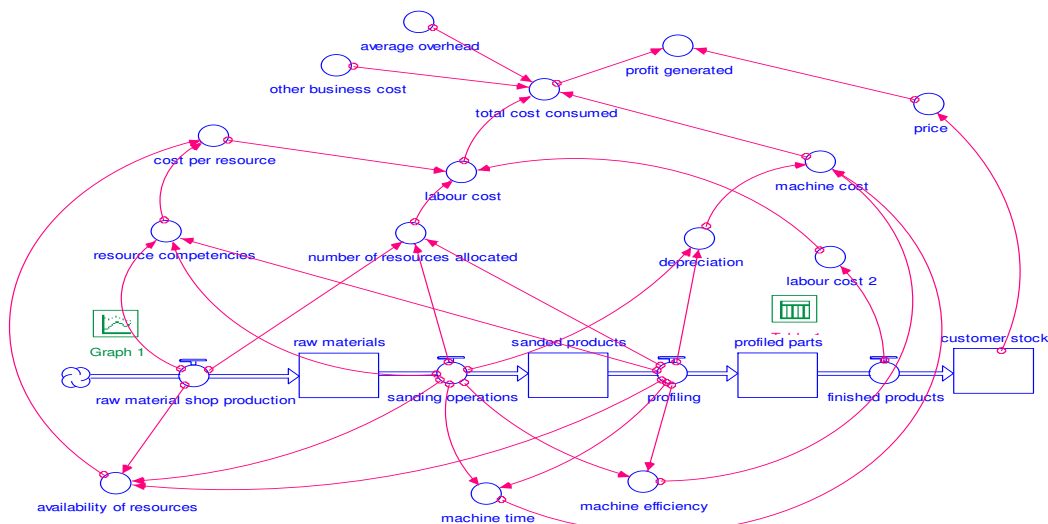 average overhead
profit generated
other business cost
total cost consumed
price
cost per resource
labour cost
machine cost
resource competencies
number of resources allocated
depreciation
labour cost 2
Graph 1
raw materials
sanded products
profiled parts
customer stock
raw material shop production
sanding operations
profiling
finished products
availability of resources
machine time
machine efficiency